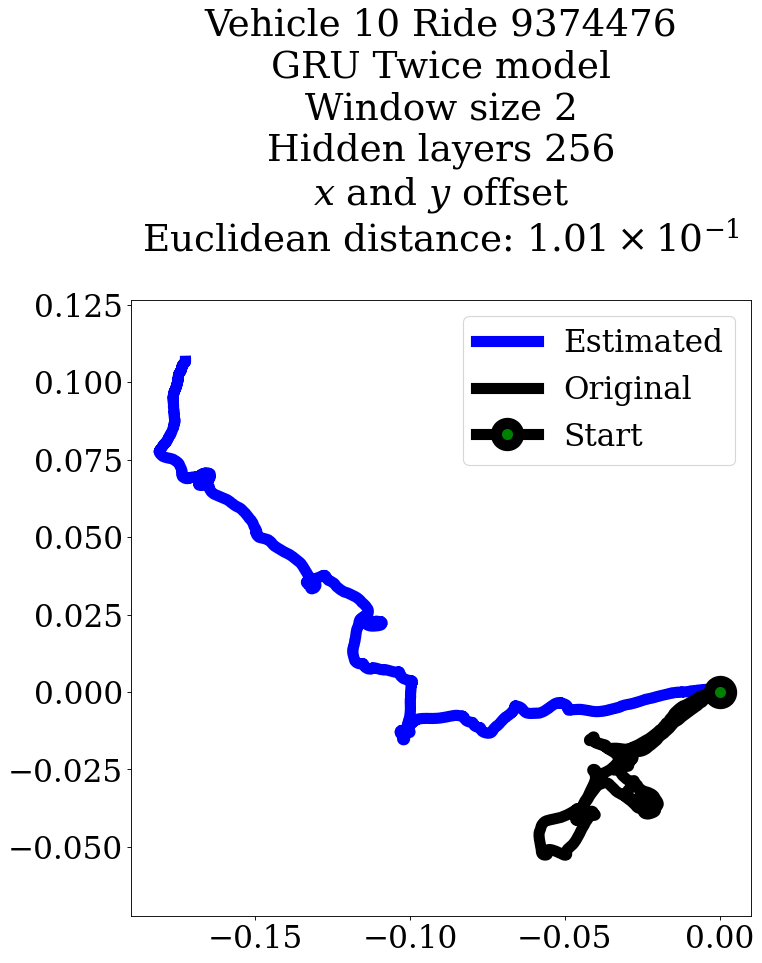 Vehicle 10 Ride 9374476
GRU Twice model
Window size 2
Hidden layers 256
x and y offset
Euclidean distance: 1.01 × 10⁻¹
0.125
0.100
0.075
0.050
0.025
0.000
−0.025
−0.050
Estimated
Original
Start
−0.15
−0.10
−0.05
0.00